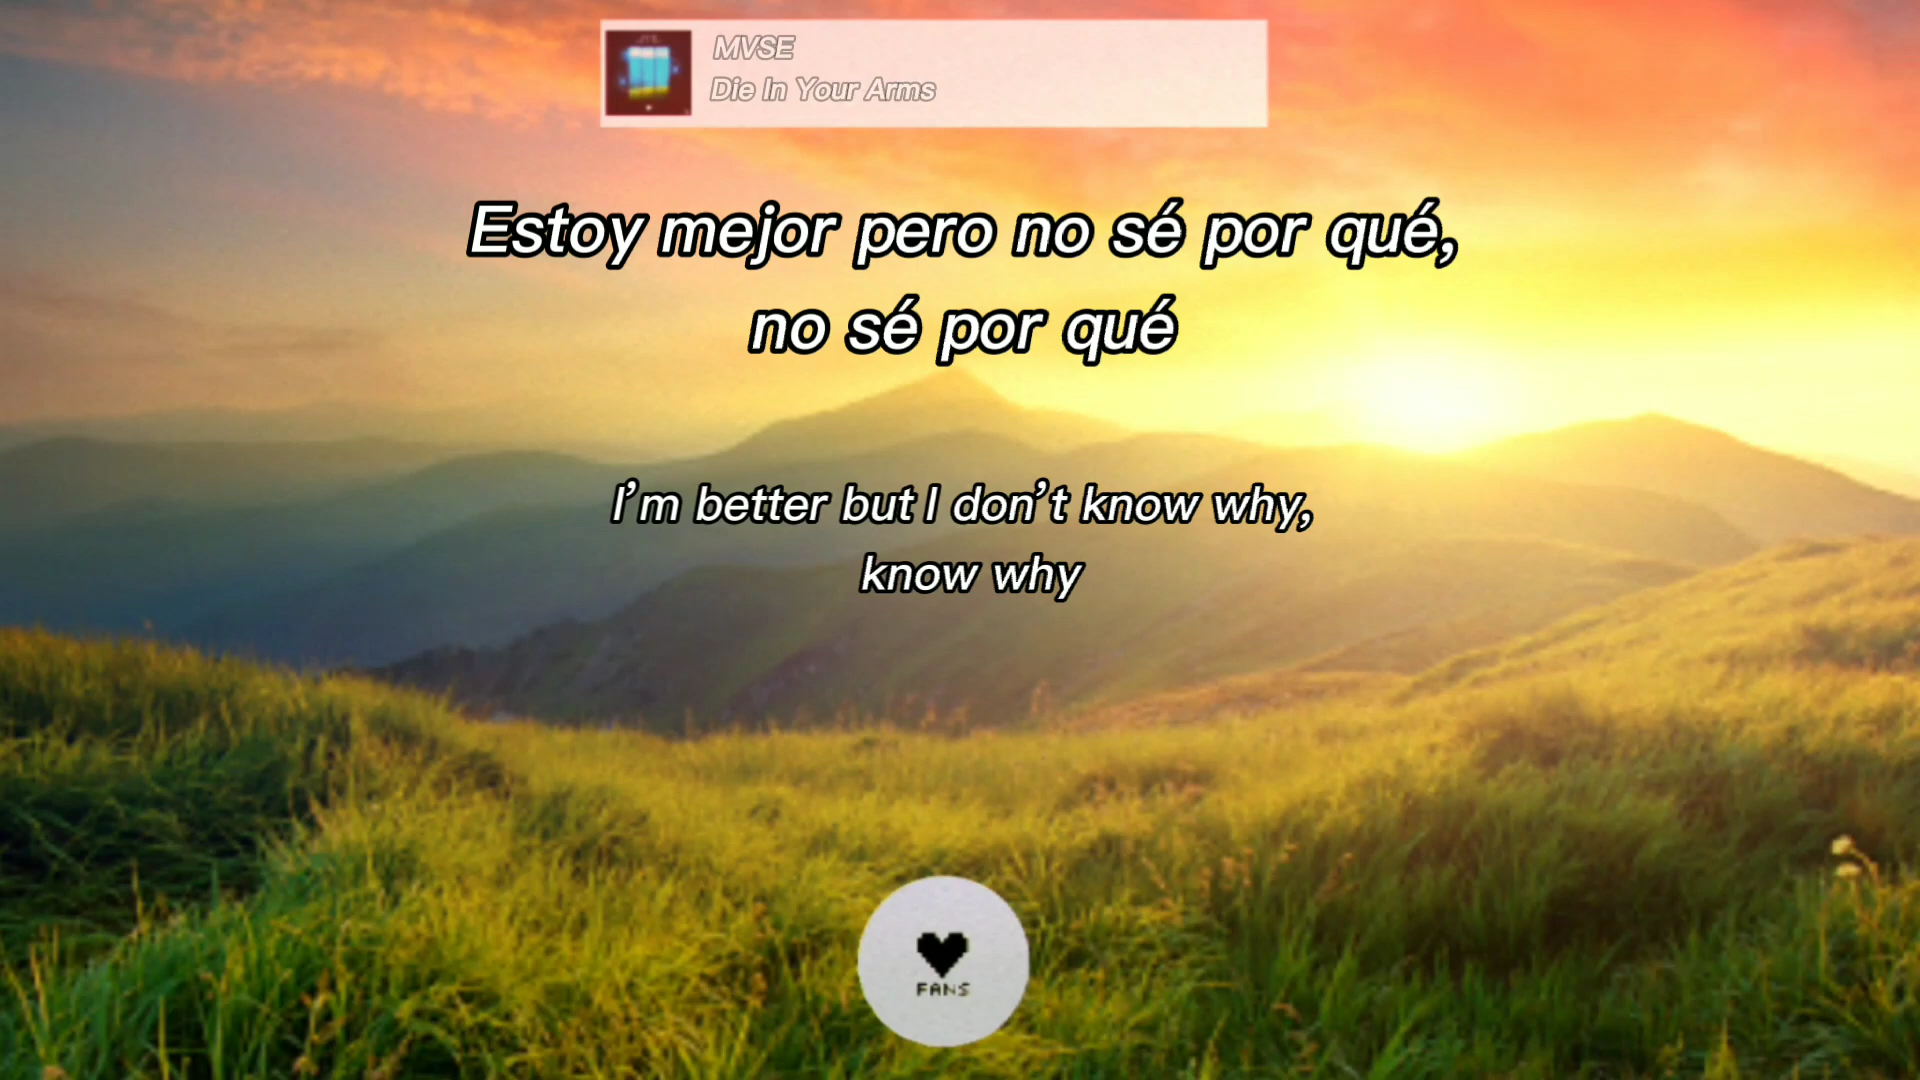 MVSE
Die In Your Arms
Estoy mejor pero no sé por qué,
no sé por qué
I'm better but I don't know why,
know why
FANS